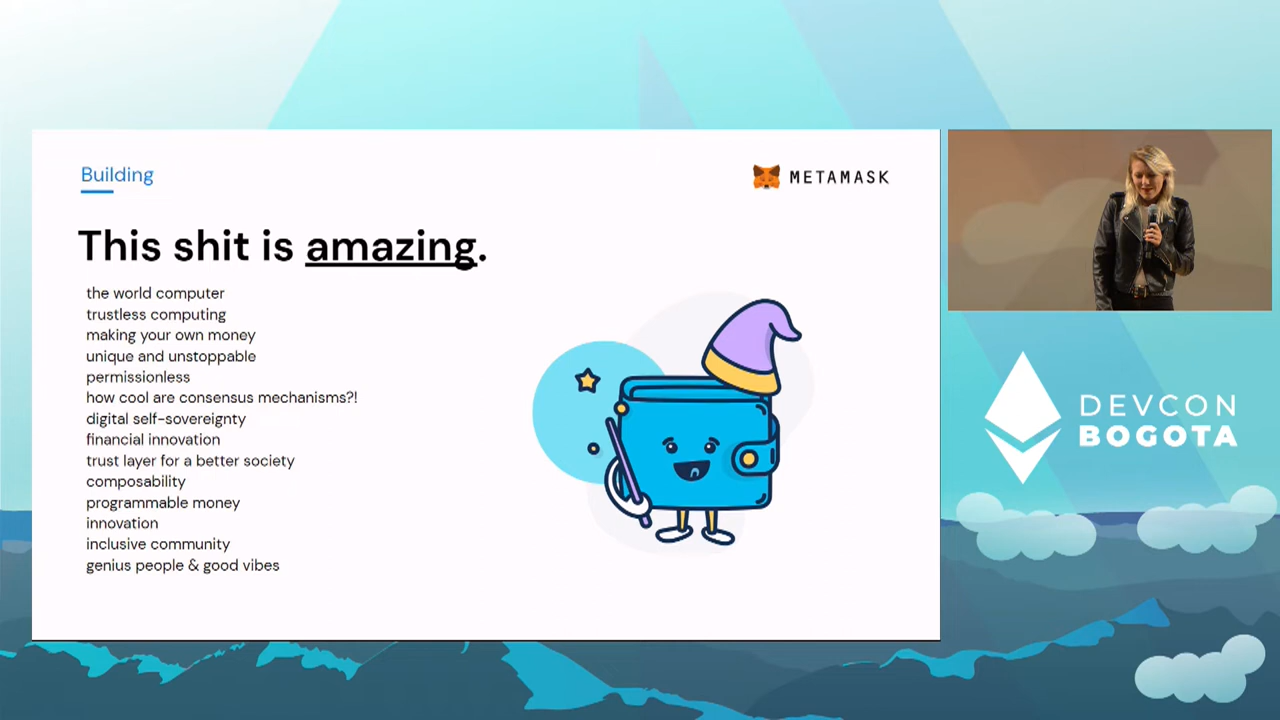 Building
METAMASK
This shit is amazing.
the world computer
trustless computing
making your own money
unique and unstoppable
permissionless
how cool are consensus mechanisms?!
digital self-sovereignty
financial innovation
trust layer for a better society
composability
programmable money
innovation
inclusive community
genius people & good vibes
DEVCON
BOGOTA